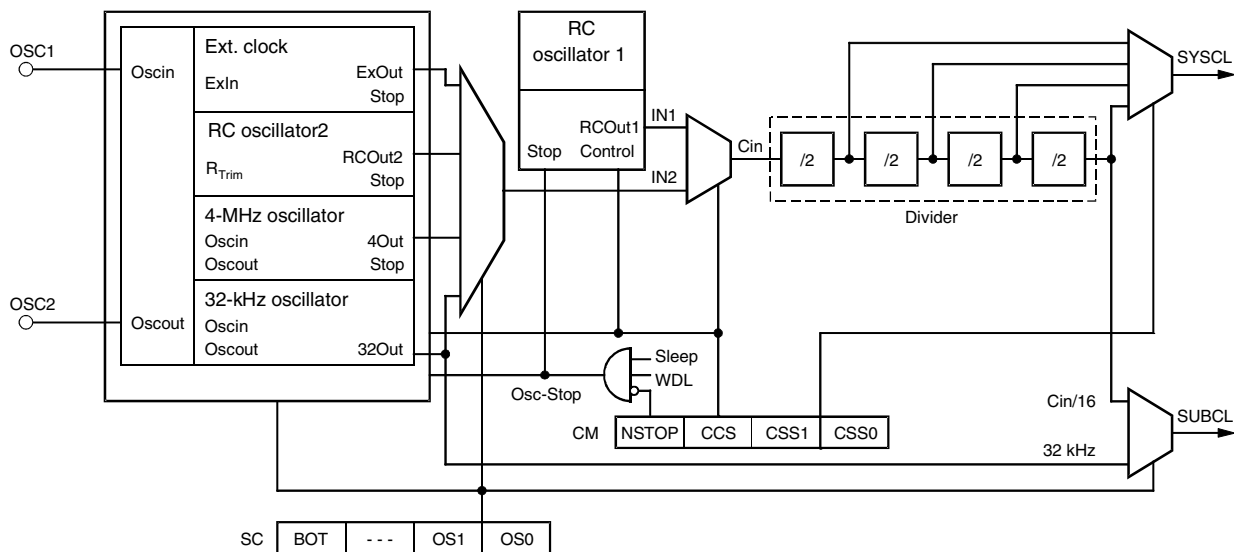 OSC1
OSC2
Oscin
Oscout
Ext. clock
ExIn
ExOut
Stop
RC oscillator2
RTrim
RCOut2
Stop
4-MHz oscillator
Oscin
Oscout
4Out
Stop
32-kHz oscillator
Oscin
Oscout
32Out
RC
oscillator 1
RCOut1
Stop Control
IN1
IN2
Cin
/2 /2 /2 /2
Divider
SYSCL
Sleep
WDL
Osc-Stop
CM NSTOP CCS CSS1 CSS0
Cin/16
32 kHz
SUBCL
SC BOT - - - OS1 OS0